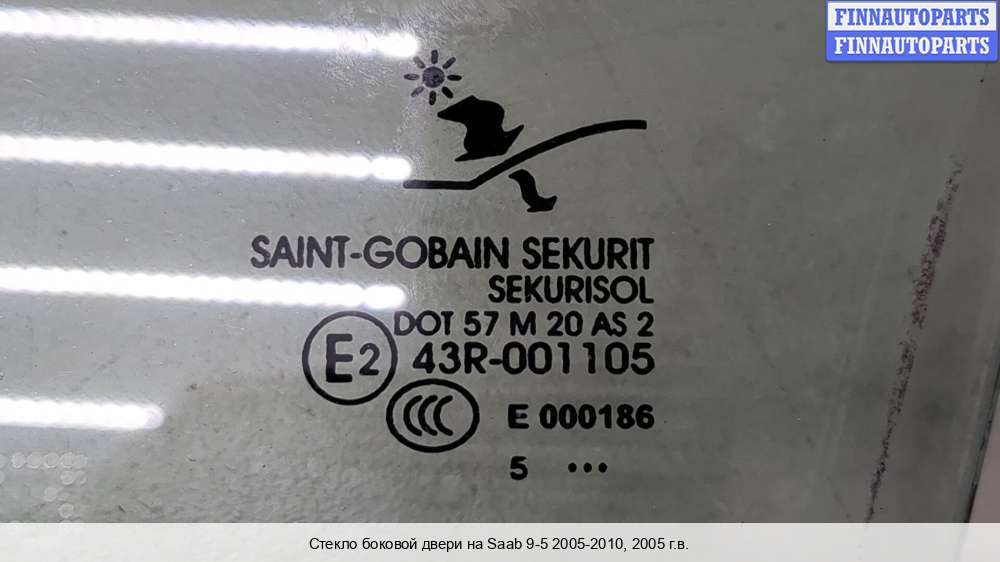 FINNAUTOPARTS
FINNAUTOPARTS
SAINT-GOBAIN SEKURIT
SEKURISOL
DOT 57 M 20 AS 2
E2 43R-001105
CCC E 000186
5 ...
Стекло боковой двери на Saab 9-5 2005-2010, 2005 г.в.